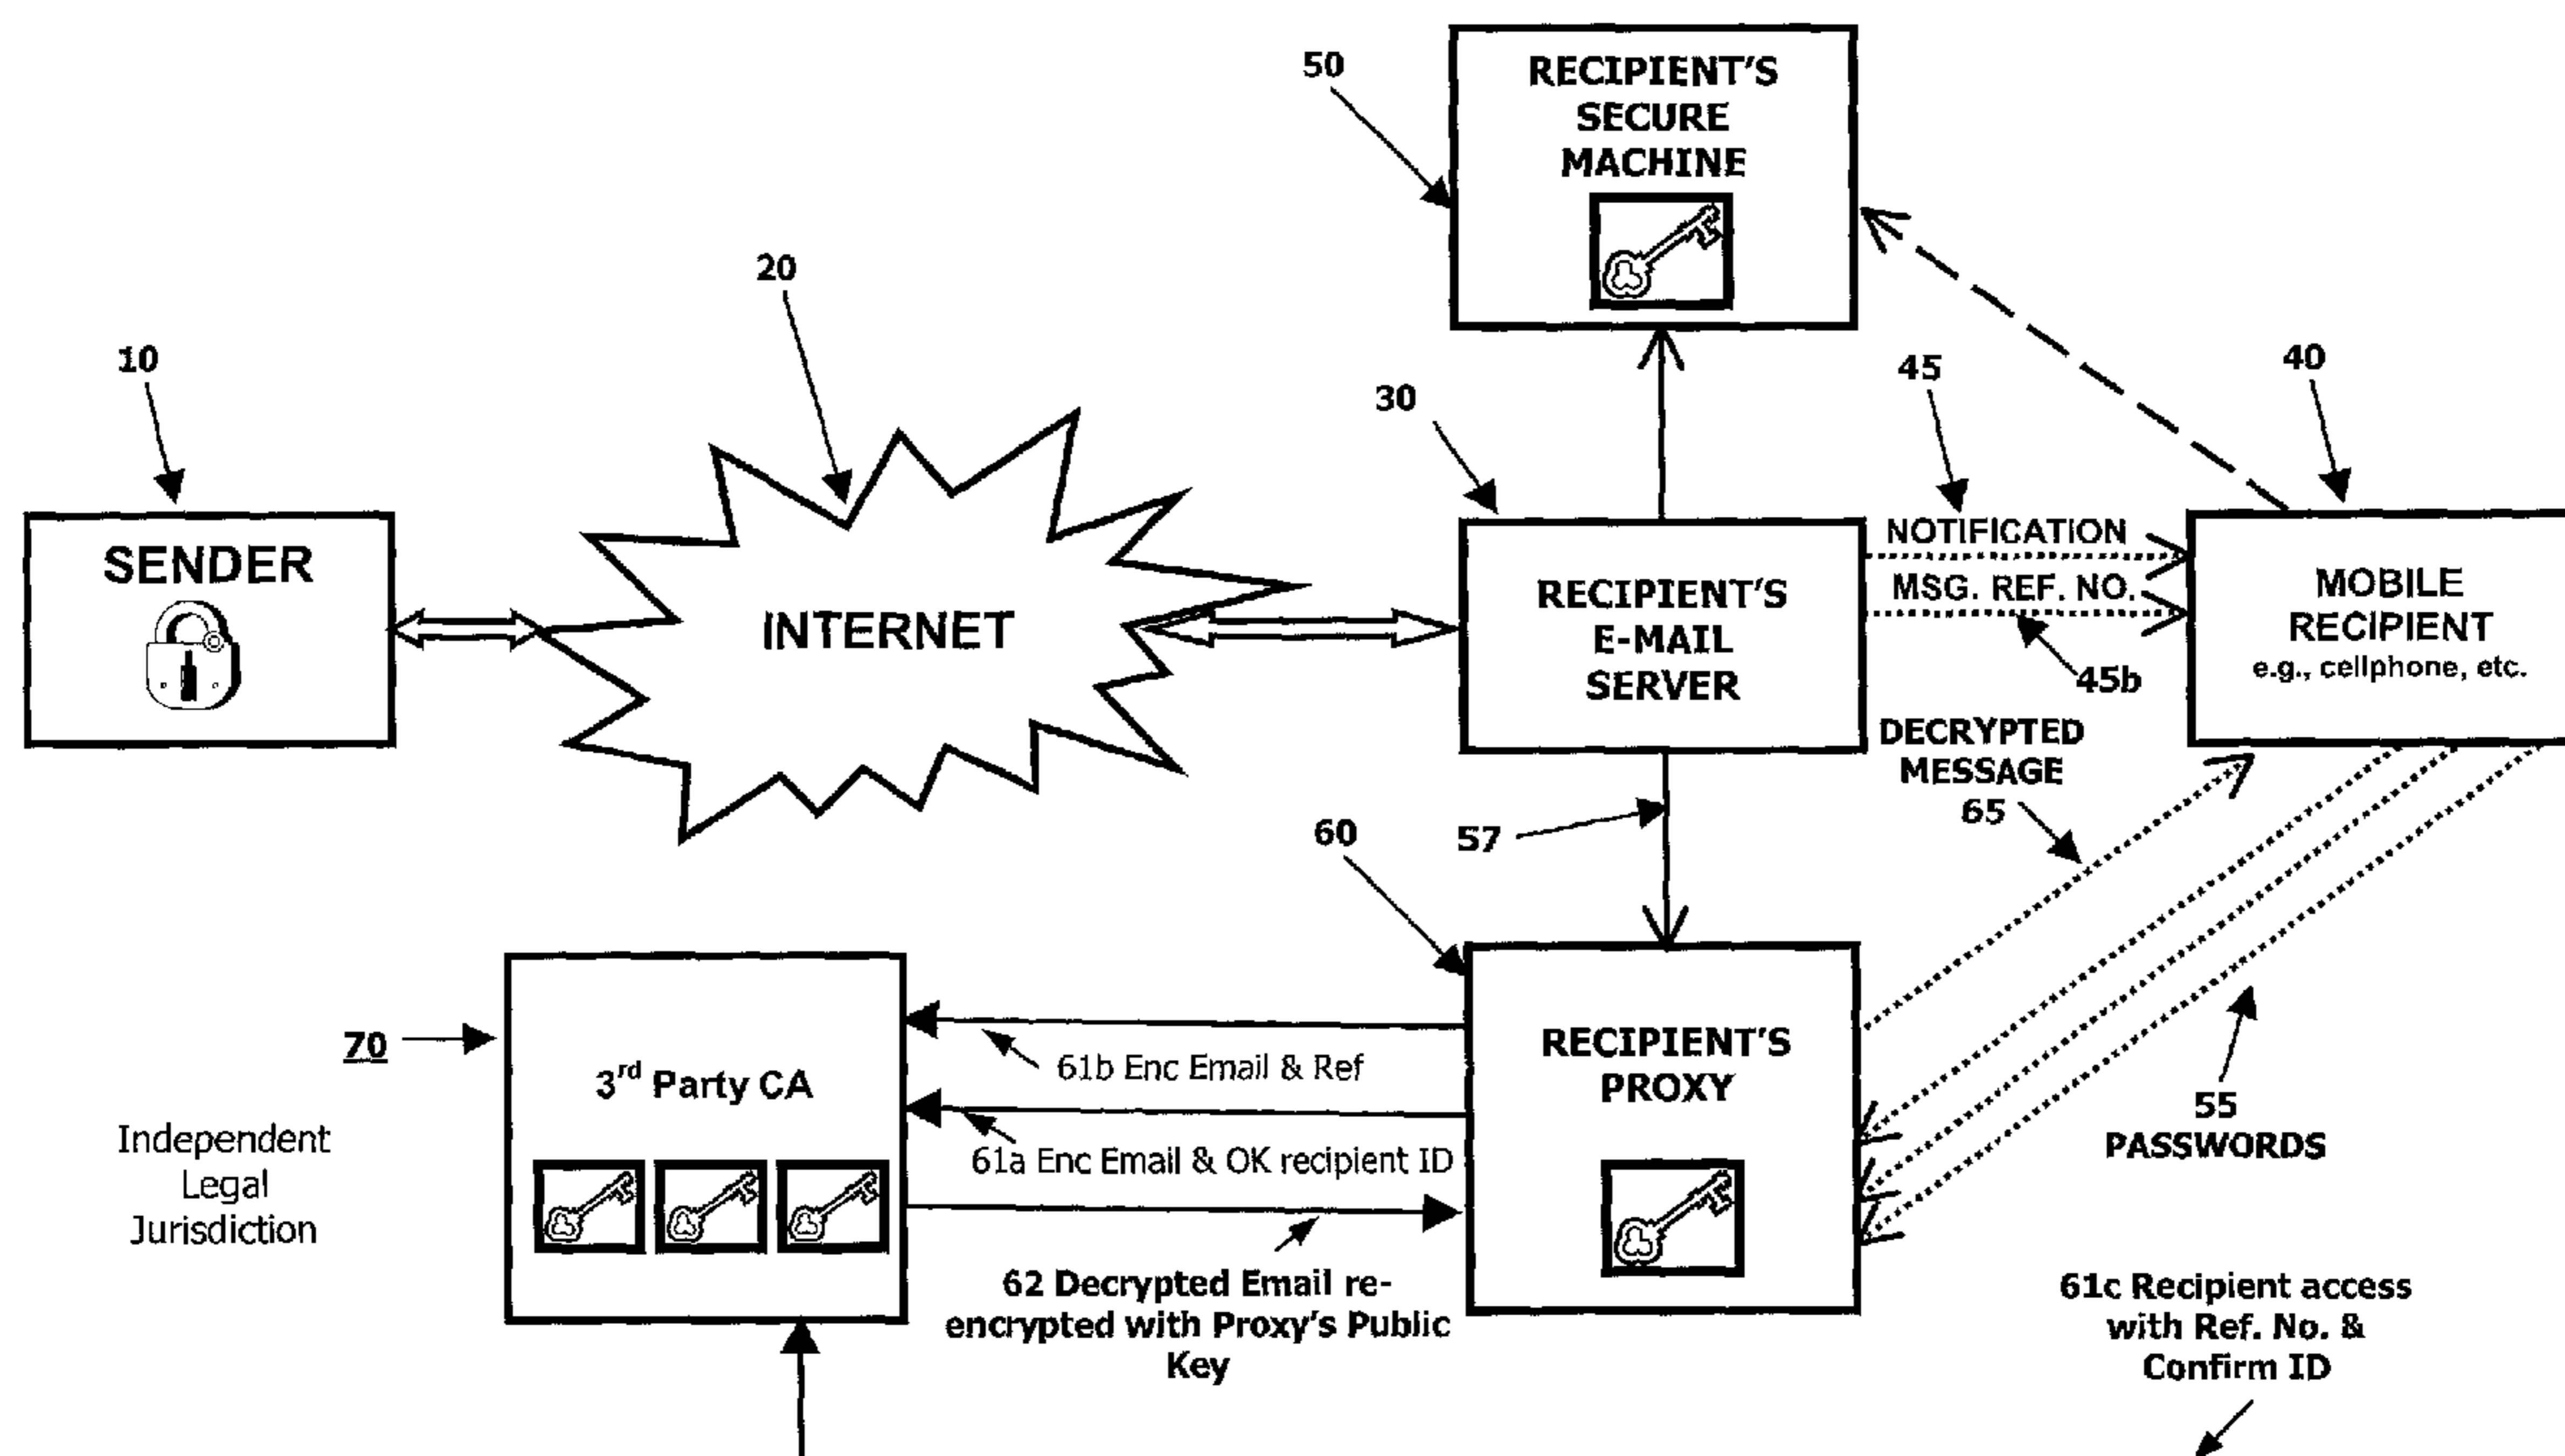 50
RECIPIENT'S
SECURE
MACHINE
20
10
45
40
30
SENDER
INTERNET
RECIPIENT'S
E-MAIL
SERVER
NOTIFICATION
MSG. REF. NO.
45b
MOBILE
RECIPIENT
e.g., cellphone, etc.
DECRYPTED
MESSAGE
65
57
60
70
3rd Party CA
61b Enc Email & Ref
61a Enc Email & OK recipient ID
RECIPIENT'S
PROXY
55
PASSWORDS
Independent
Legal
Jurisdiction
62 Decrypted Email re-
encrypted with Proxy's Public
Key
61c Recipient access
with Ref. No. &
Confirm ID